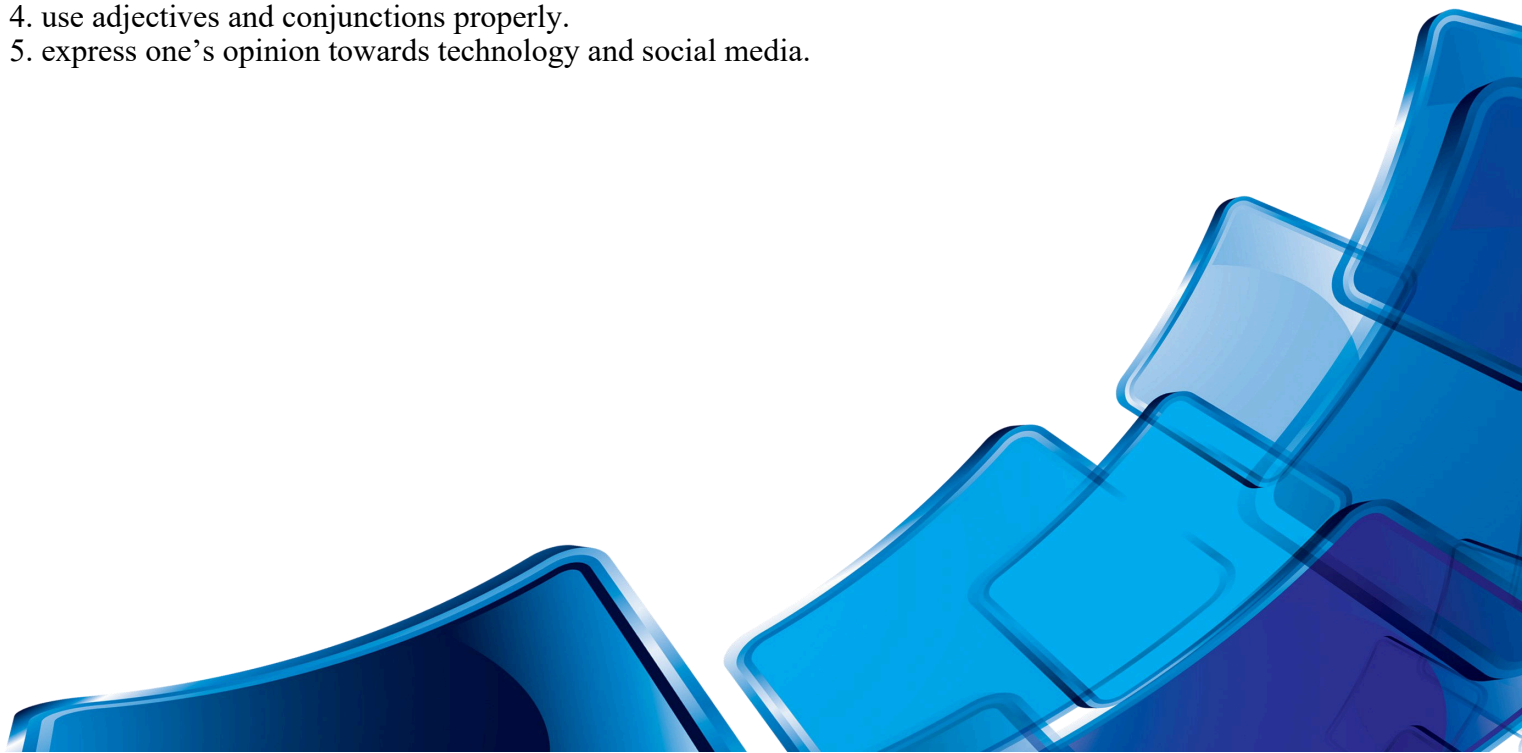 4. use adjectives and conjunctions properly.
5. express one’s opinion towards technology and social media.